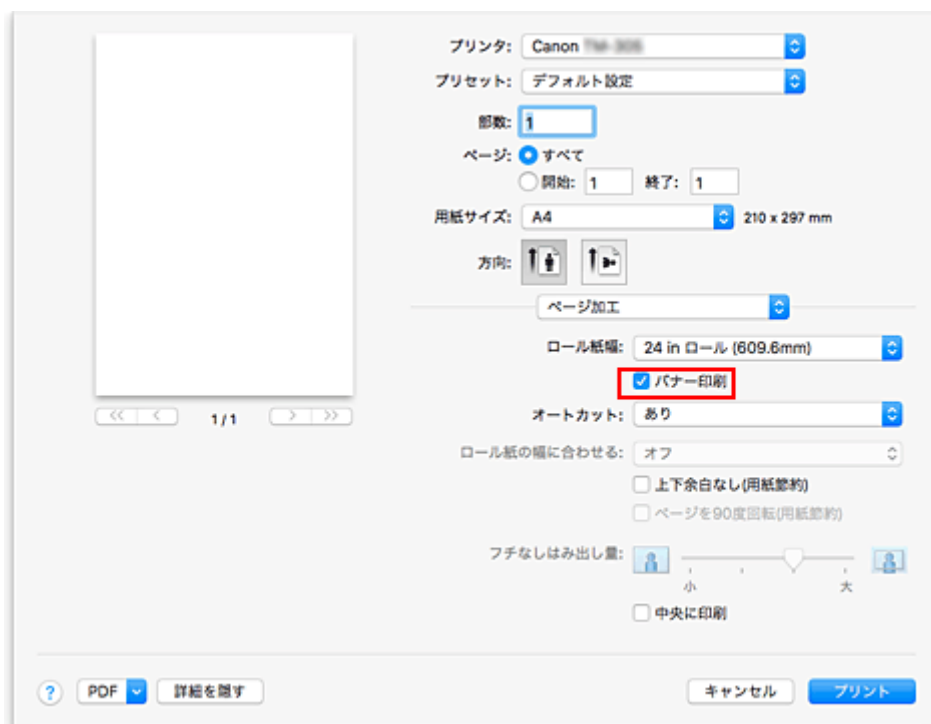 プリンタ: Canon
プリセット: デフォルト設定
部数: 1
ページ: すべて
開始: 1 終了: 1
用紙サイズ: A4 210 x 297 mm
方向:
ページ加工
ロール紙幅: 24 in ロール (609.6mm)
バナー印刷
<< < 1 / 1 > >>
オートカット: あり
ロール紙の幅に合わせる: オフ
上下余白なし(用紙節約)
ページを90度回転(用紙節約)
フチなしはみ出し量:
小 大
中央に印刷
? PDF 詳細を隠す キャンセル プリント